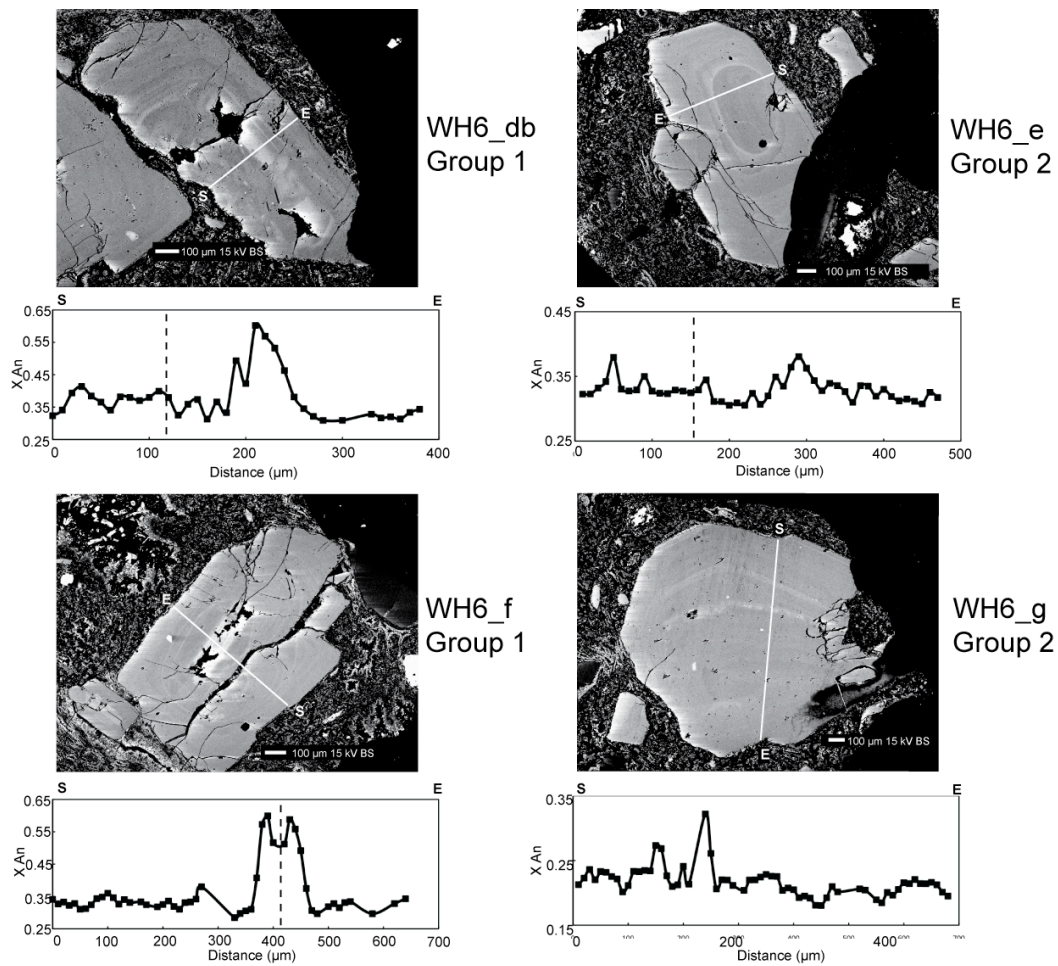 WH6_db
Group 1
E
S
100 µm 15 kV BS
S E
0.65
0.55
0.45
0.35
0.25
X An
0 100 200 300 400
Distance (µm)
WH6_e
Group 2
S
E
100 µm 15 kV BS
S E
0.45
0.35
0.25
X An
0 100 200 300 400 500
Distance (µm)
WH6_f
Group 1
E
S
100 µm 15 kV BS
S E
0.65
0.55
0.45
0.35
0.25
X An
0 100 200 300 400 500 600 700
Distance (µm)
WH6_g
Group 2
S
E
100 µm 15 kV BS
S E
0.35
0.25
0.15
X An
0 200 400
Distance (µm)